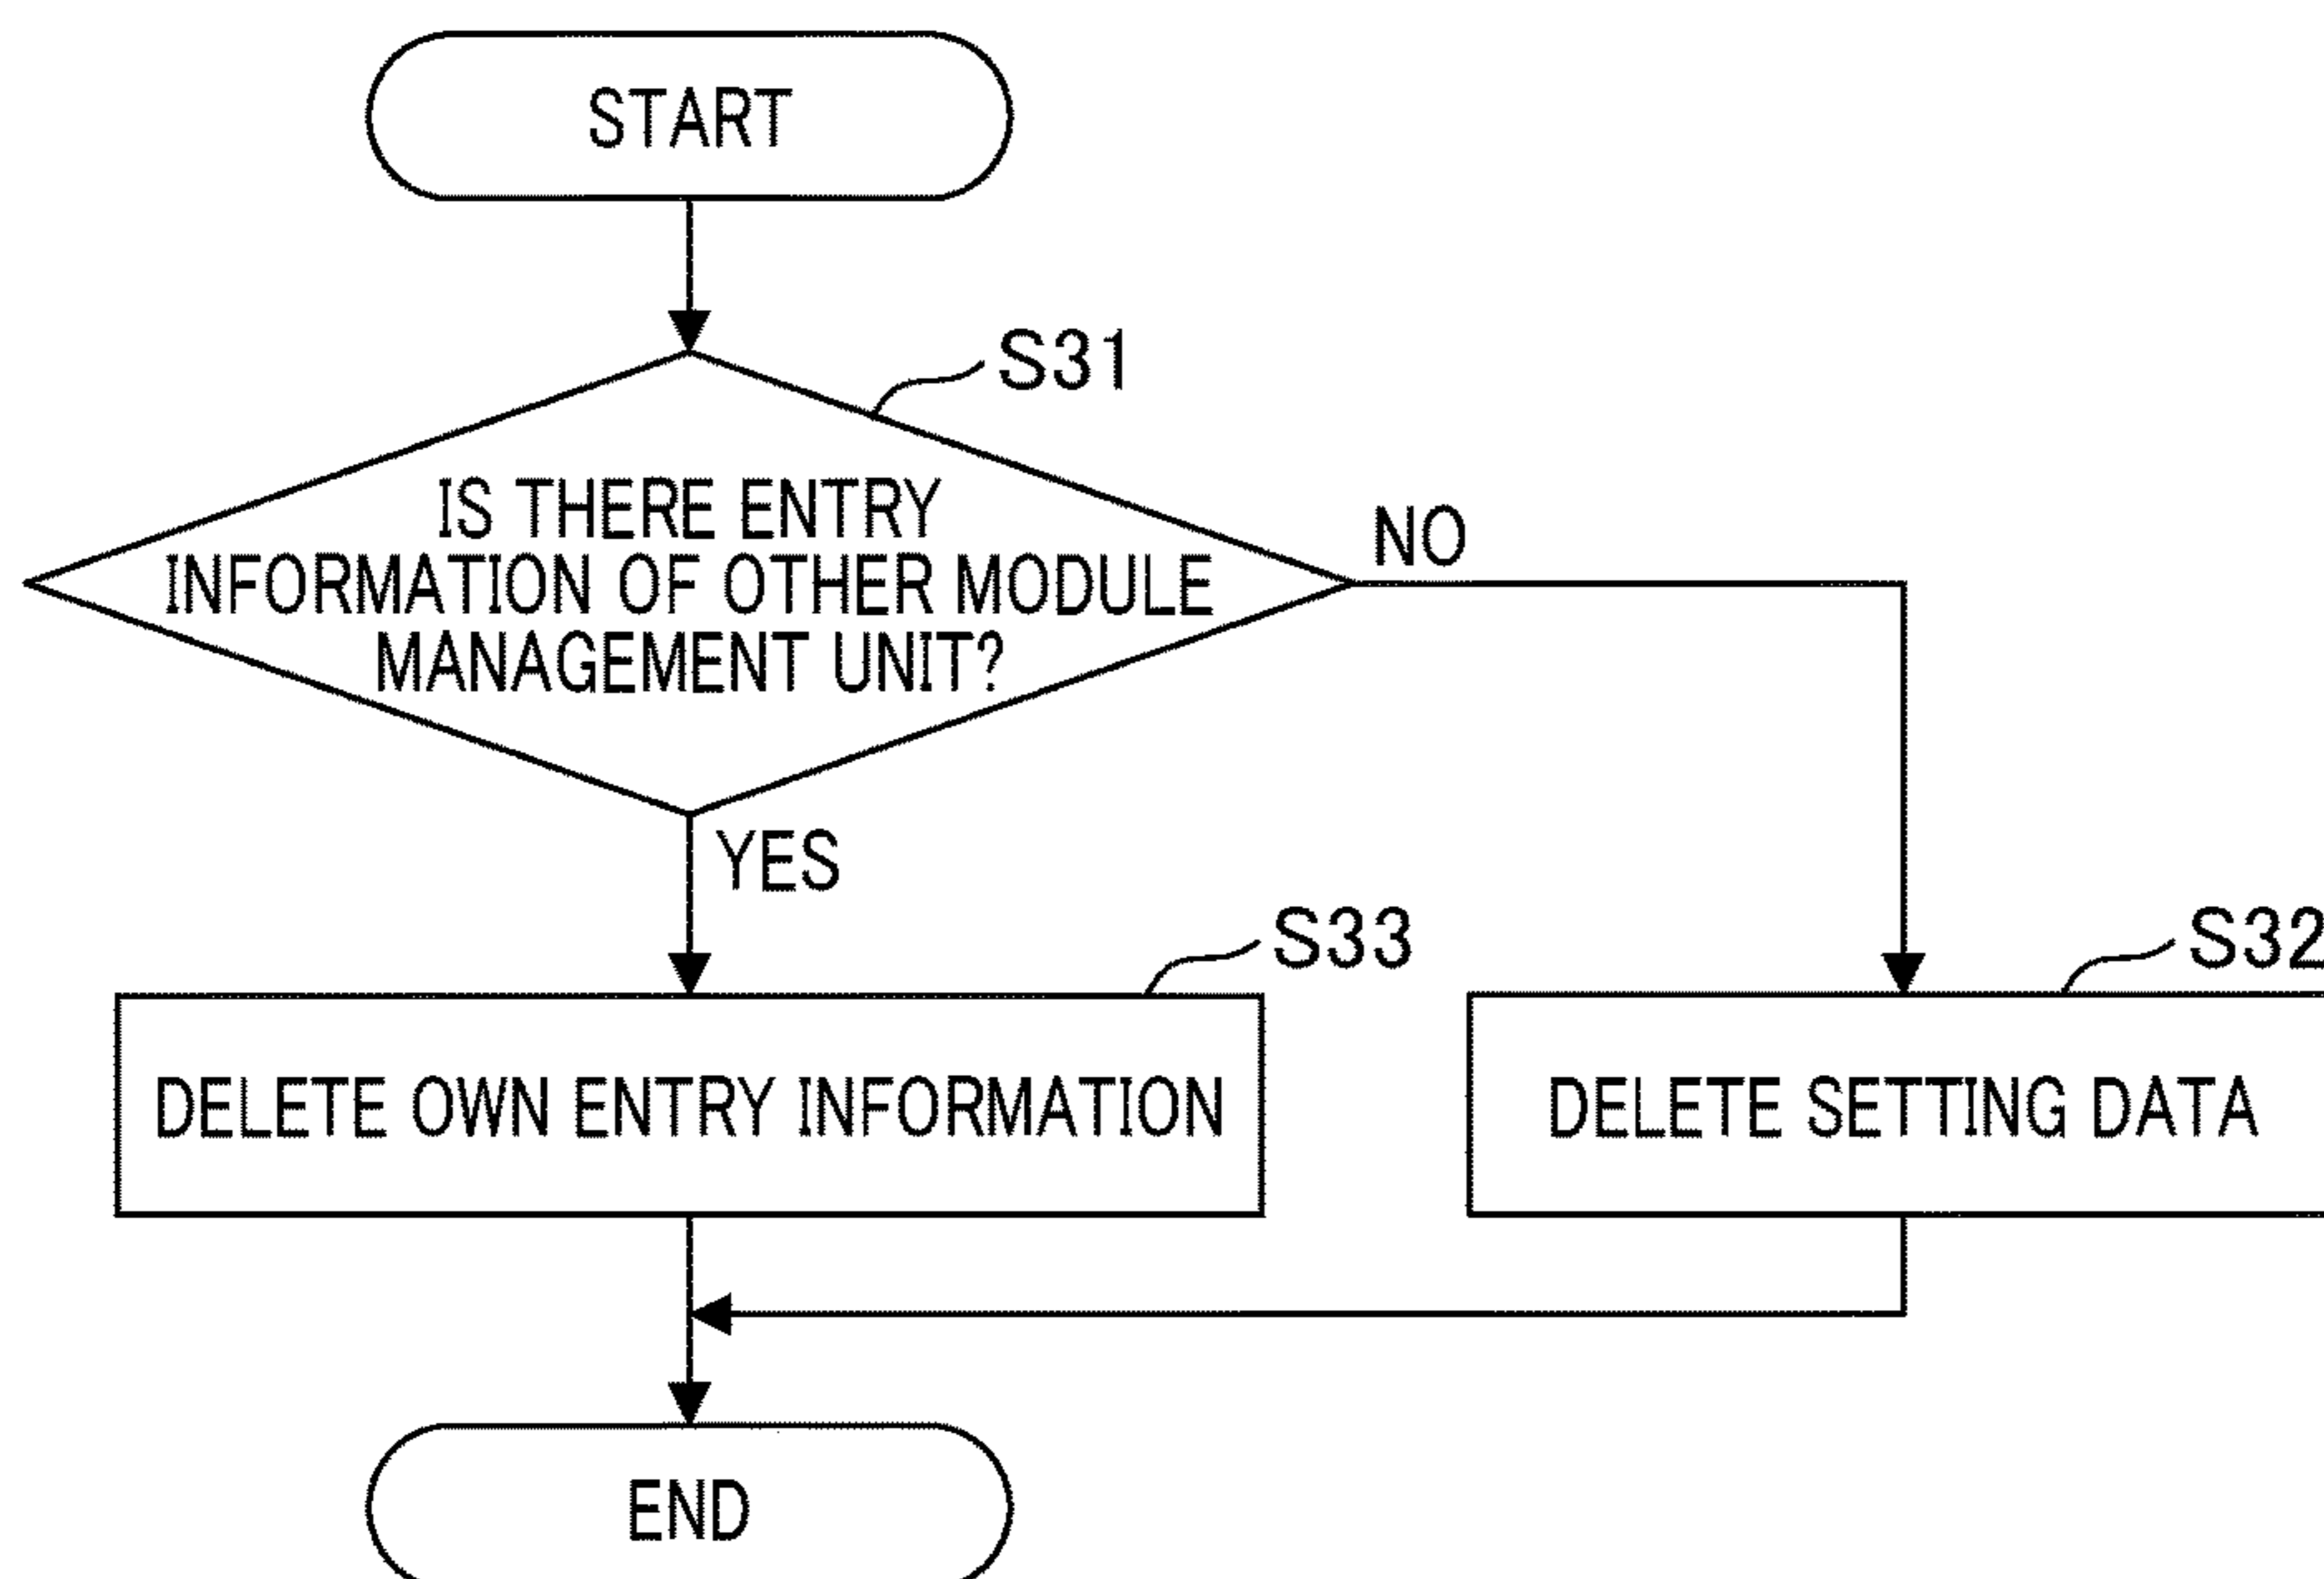 START
S31
IS THERE ENTRY
INFORMATION OF OTHER MODULE
MANAGEMENT UNIT?
NO
YES
S33
S32
DELETE OWN ENTRY INFORMATION
DELETE SETTING DATA
END